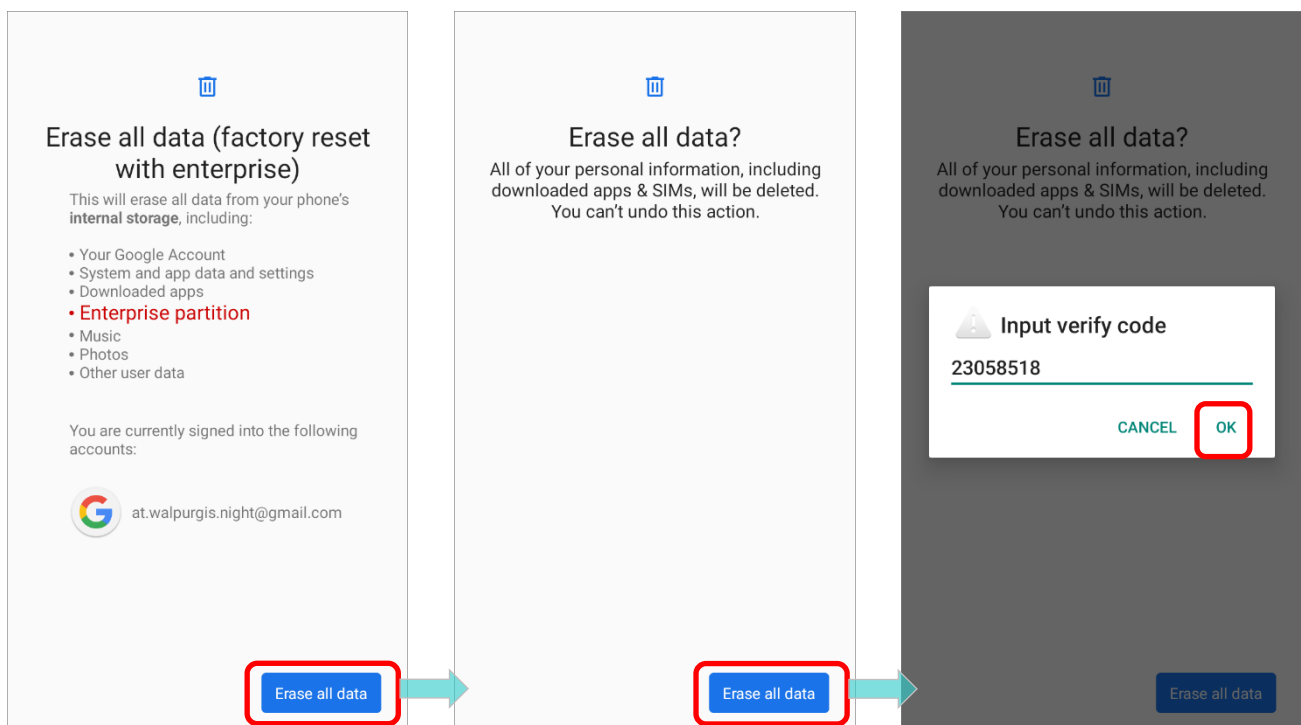 Erase all data (factory reset
with enterprise)
This will erase all data from your phone's
internal storage, including:
• Your Google Account
• System and app data and settings
• Downloaded apps
• Enterprise partition
• Music
• Photos
• Other user data
You are currently signed into the following
accounts:
at.walpurgis.night@gmail.com
Erase all data
Erase all data?
All of your personal information, including
downloaded apps & SIMs, will be deleted.
You can't undo this action.
Erase all data
Erase all data?
All of your personal information, including
downloaded apps & SIMs, will be deleted.
You can't undo this action.
Input verify code
23058518
CANCEL OK
Erase all data